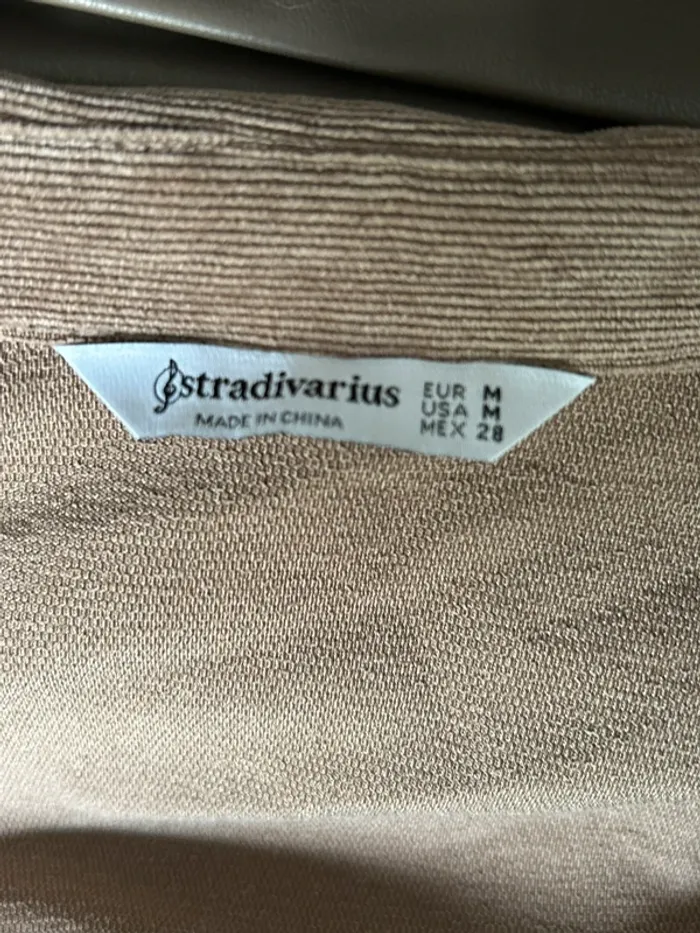 stradivarius
MADE IN CHINA
EUR M
USA M
MEX 28